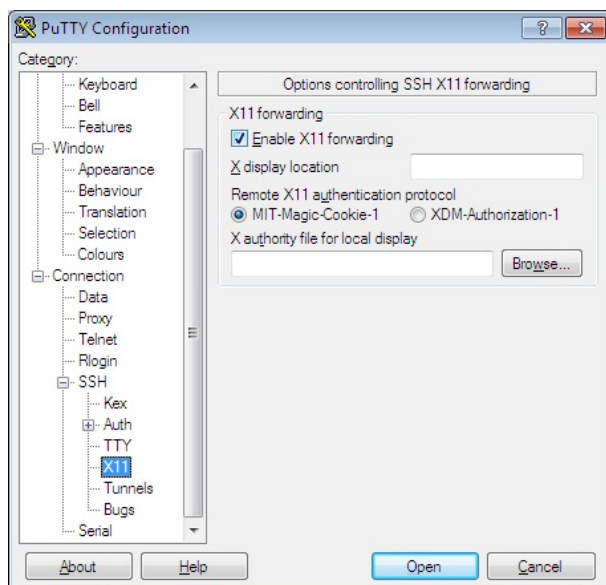 PuTTY Configuration
Category:
Keyboard
Bell
Features
Window
Appearance
Behaviour
Translation
Selection
Colours
Connection
Data
Proxy
Telnet
Rlogin
SSH
Kex
Auth
TTY
X11
Tunnels
Bugs
Serial
Options controlling SSH X11 forwarding
X11 forwarding
Enable X11 forwarding
X display location
Remote X11 authentication protocol
MIT-Magic-Cookie-1 XDM-Authorization-1
X authority file for local display
Browse...
About Help Open Cancel